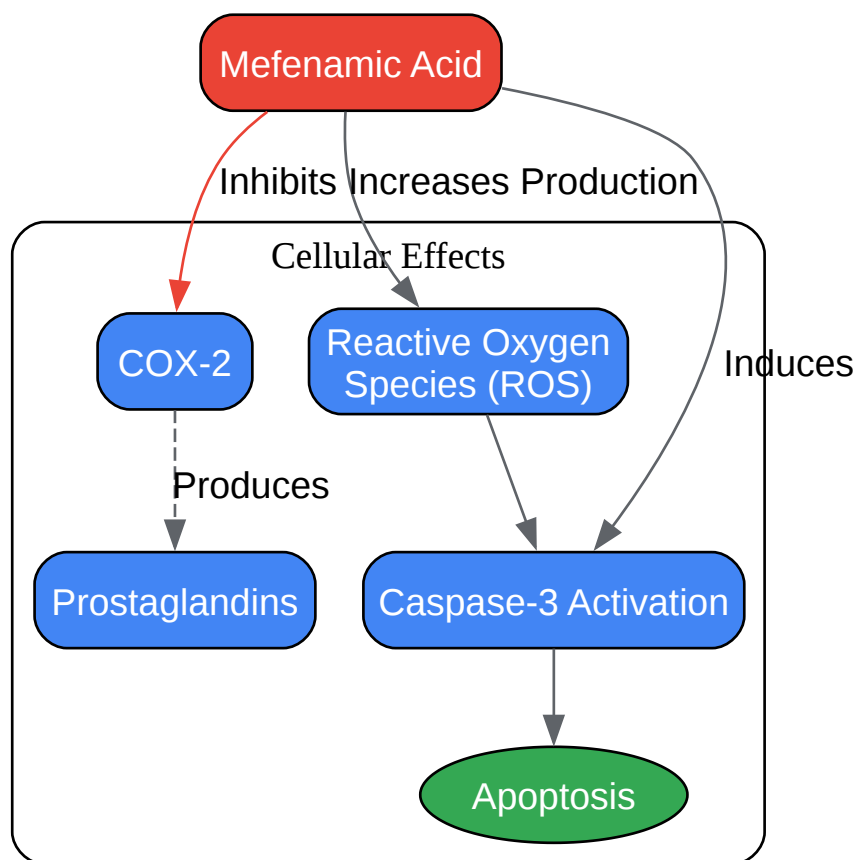 Mefenamic Acid
Inhibits
Increases Production
Cellular Effects
COX-2
Reactive Oxygen
Species (ROS)
Induces
Produces
Prostaglandins
Caspase-3 Activation
Apoptosis